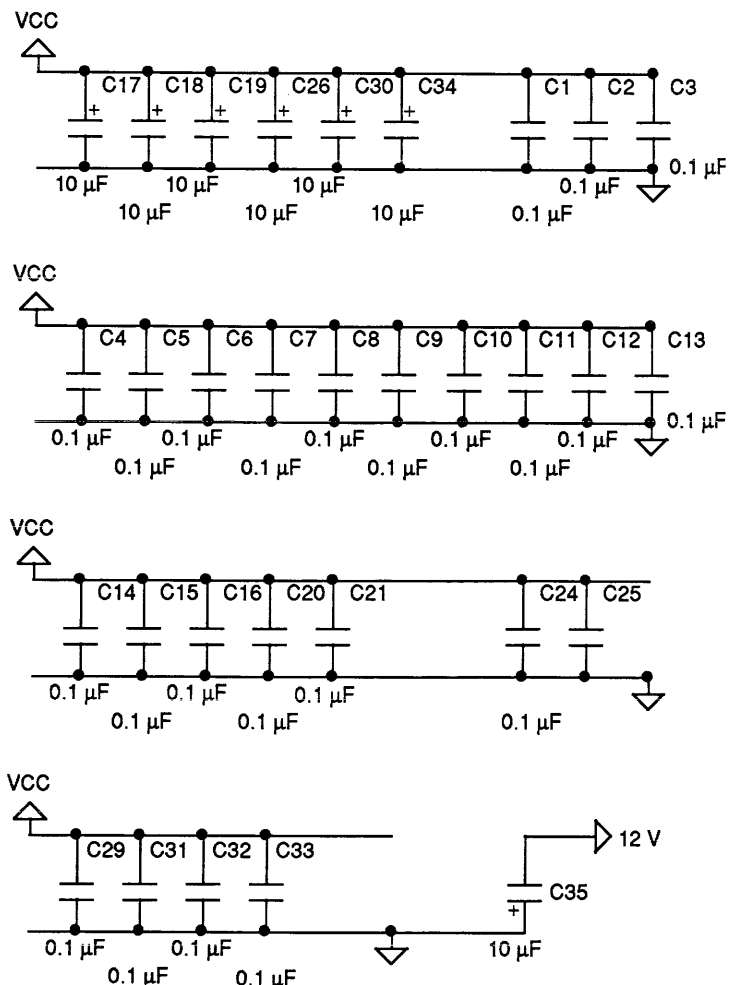 VCC
C17 C18 C19 C26 C30 C34 C1 C2 C3
+ + + + + +
0.1 µF
10 µF 10 µF 10 µF 0.1 µF
10 µF 10 µF 10 µF 0.1 µF
VCC
C4 C5 C6 C7 C8 C9 C10 C11 C12 C13
0.1 µF
0.1 µF 0.1 µF 0.1 µF 0.1 µF 0.1 µF
0.1 µF 0.1 µF 0.1 µF 0.1 µF
VCC
C14 C15 C16 C20 C21 C24 C25
0.1 µF 0.1 µF 0.1 µF
0.1 µF 0.1 µF 0.1 µF
VCC
12 V
C29 C31 C32 C33
C35
+
0.1 µF 0.1 µF 10 µF
0.1 µF 0.1 µF